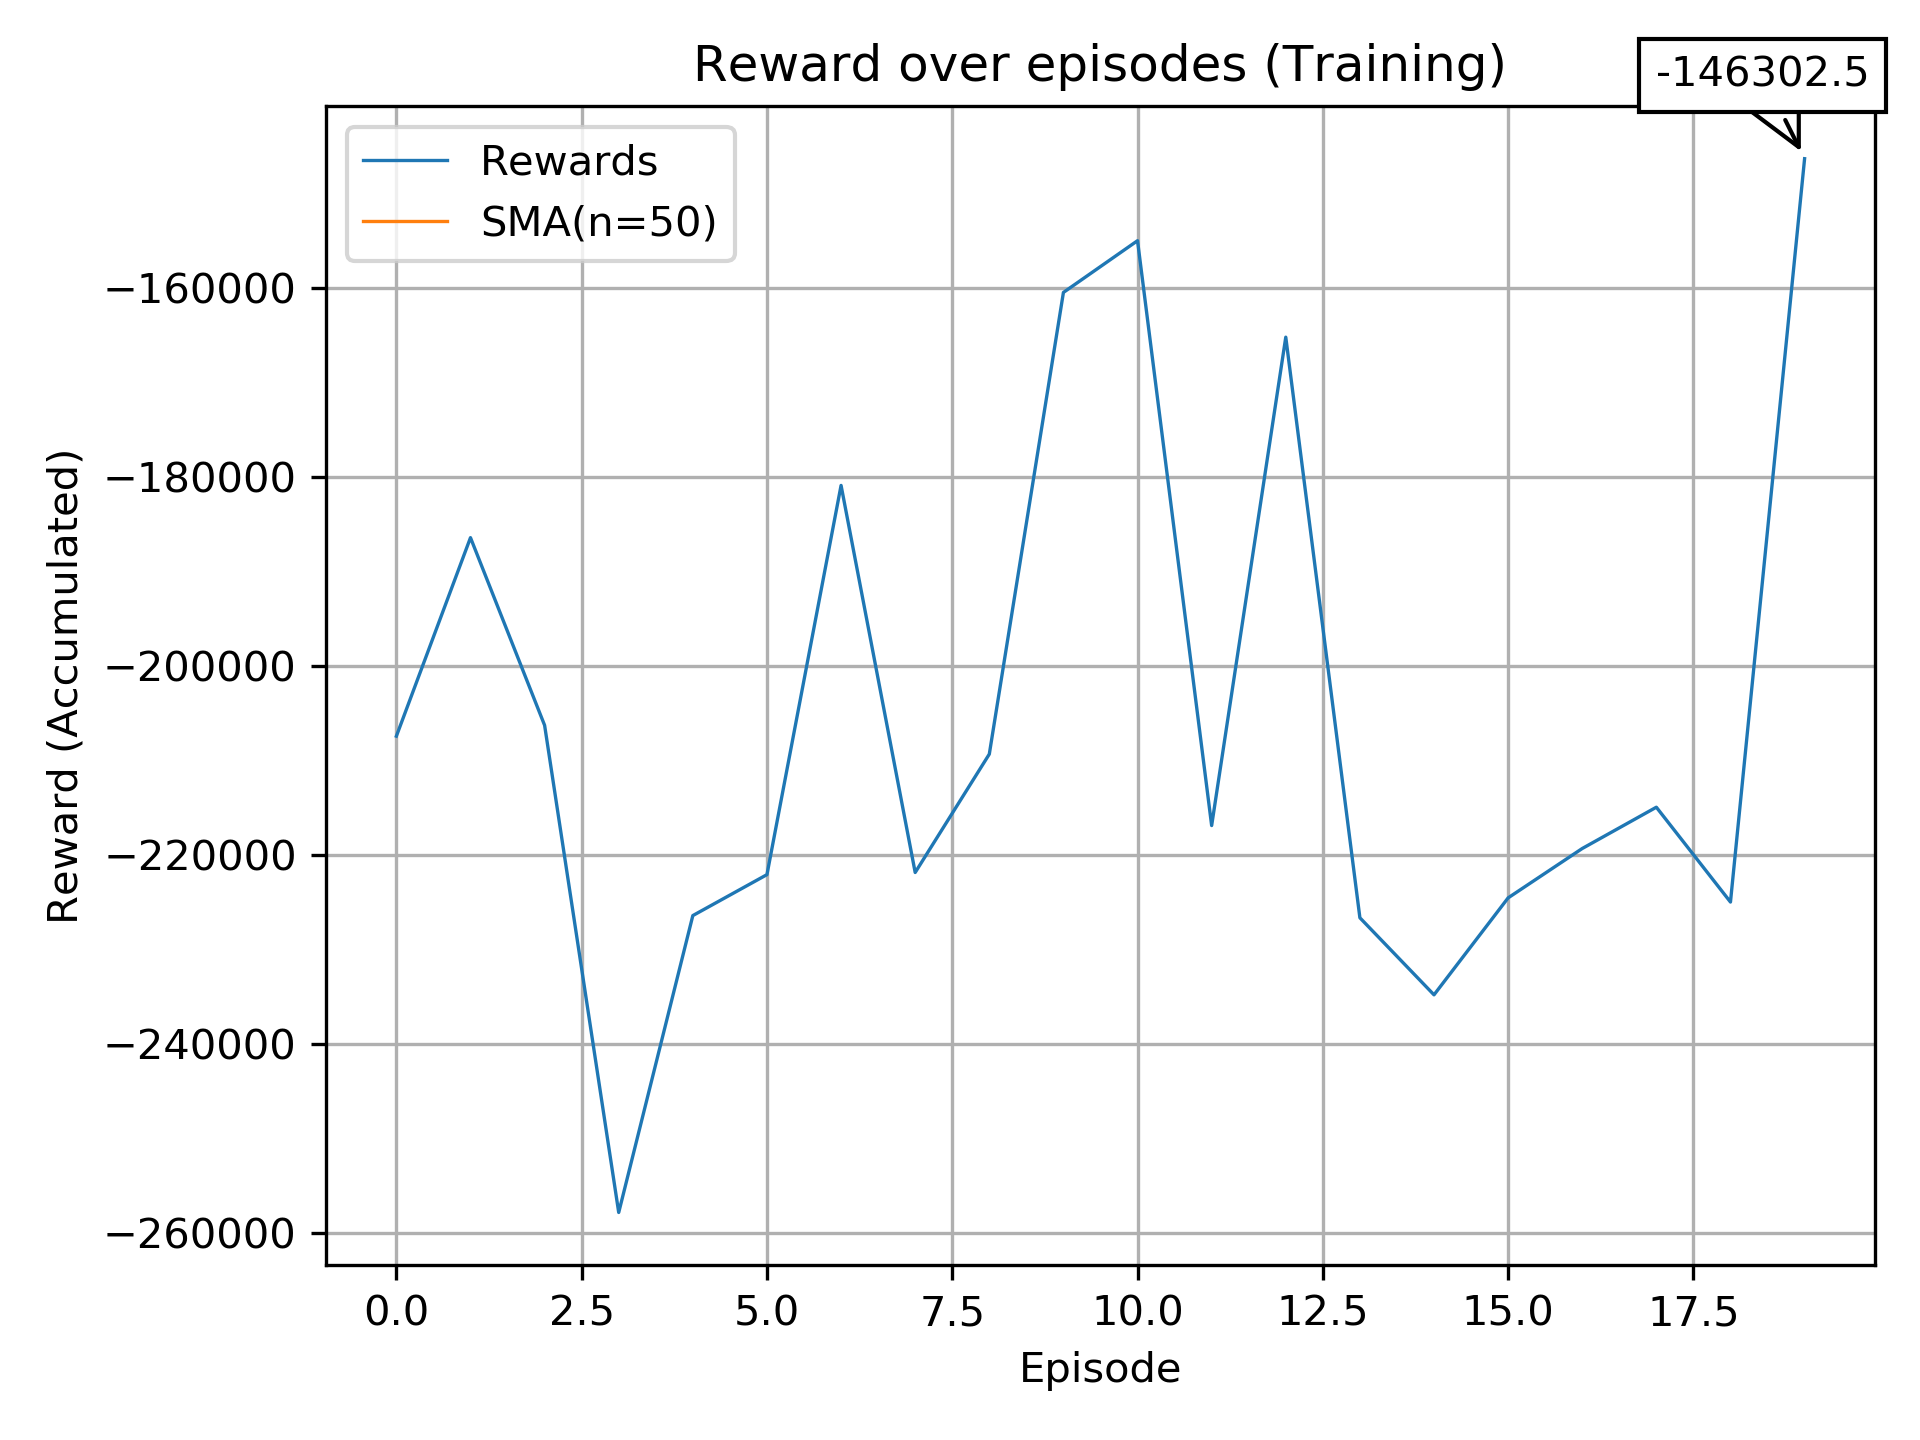 Reward over episodes (Training)
-146302.5
Rewards
SMA(n=50)
Reward (Accumulated)
−160000
−180000
−200000
−220000
−240000
−260000
0.0 2.5 5.0 7.5 10.0 12.5 15.0 17.5
Episode